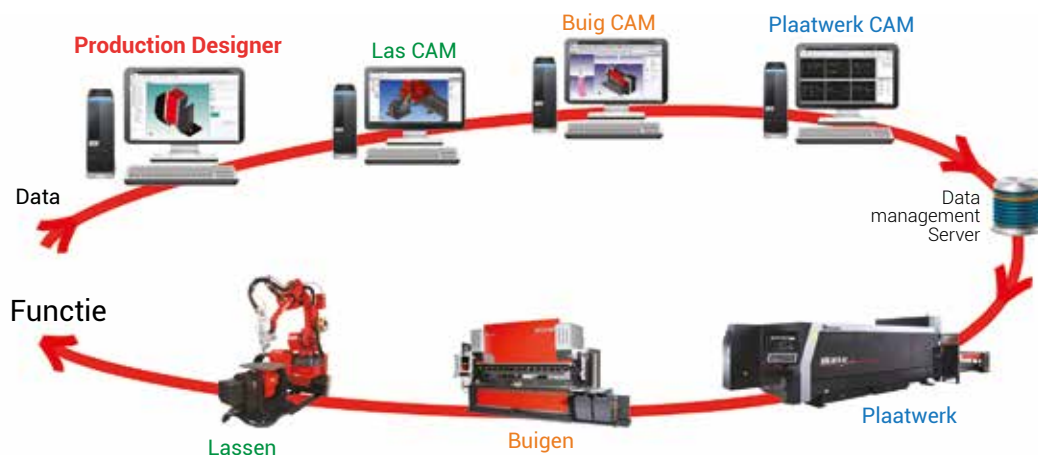 Production Designer
Las CAM
Buig CAM
Plaatwerk CAM
Data
Data
management
Server
Functie
Lassen
Buigen
Plaatwerk